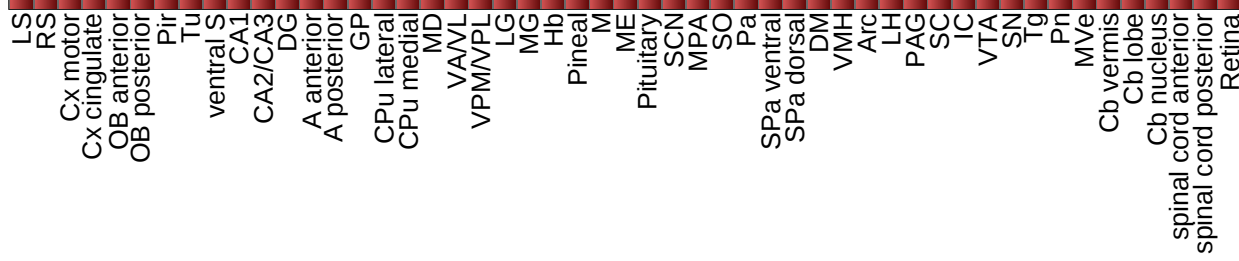 LS
RS
Cx motor
Cx cingulate
OB anterior
OB posterior
Pir
Tu
ventral S
CA1
CA2/CA3
DG
A anterior
A posterior
GP
CPu lateral
CPu medial
MD
VA/VL
VPM/VPL
LG
MG
Hb
Pineal
M
ME
Pituitary
SCN
MPA
SO
Pa
SPa ventral
SPa dorsal
DM
VMH
Arc
LH
PAG
SC
IC
VTA
SN
Tg
Pn
MVe
Cb vermis
Cb lobe
Cb nucleus
spinal cord anterior
spinal cord posterior
Retina